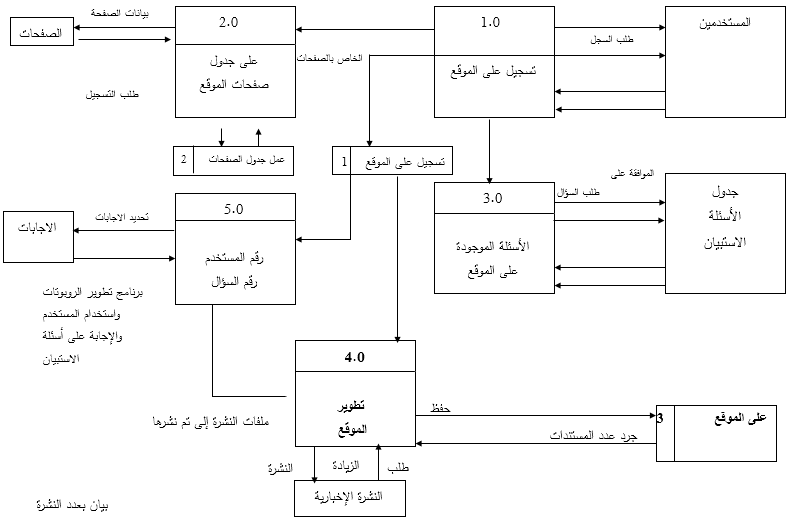 المستخدمين
1.0
تسجيل على الموقع
طلب السجل
2.0
على جدول
صفحات الموقع
الخاص بالصفحات
بيانات الصفحة
الصفحات
طلب التسجيل
1 تسجيل على الموقع
2 عمل جدول الصفحات
الموافقة على
طلب السؤال
جدول
الأسئلة
الاستبيان
3.0
الأسئلة الموجودة
على الموقع
5.0
رقم المستخدم
رقم السؤال
تحديد الاجابات
الاجابات
برنامج تطوير الروبوتات
واستخدام المستخدم
والإجابة على أسئلة
الاستبيان
4.0
تطوير
الموقع
حفظ
جرد عدد المستندات
3 على الموقع
ملفات النشرة إلى تم نشرها
طلب
الزيادة
النشرة
النشرة الإخبارية
بيان بعدد النشرة